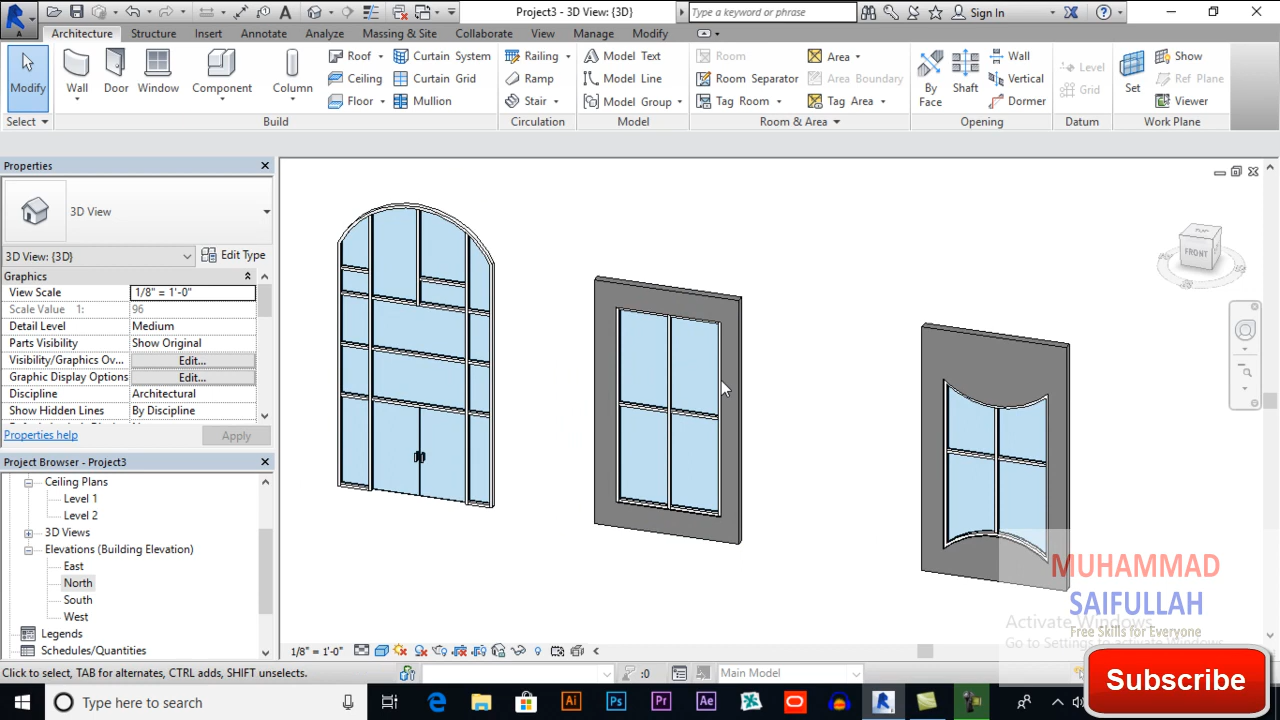 Project3 - 3D View: {3D}
Type a keyword or phrase
Sign In
Architecture Structure Insert Annotate Analyze Massing & Site Collaborate View Manage Modify
Modify
Wall
Door
Window
Component
Column
Roof
Ceiling
Floor
Curtain System
Curtain Grid
Mullion
Railing
Ramp
Stair
Model Text
Model Line
Model Group
Room
Room Separator
Tag Room
Area
Area Boundary
Tag Area
By Face
Shaft
Wall
Vertical
Dormer
Level
Grid
Set
Show
Ref Plane
Viewer
Select
Build
Circulation
Model
Room & Area
Opening
Datum
Work Plane
Properties
3D View
3D View: {3D}
Edit Type
Graphics
View Scale 1/8" = 1'-0"
Scale Value 1: 96
Detail Level Medium
Parts Visibility Show Original
Visibility/Graphics Ov... Edit...
Graphic Display Options Edit...
Discipline Architectural
Show Hidden Lines By Discipline
Properties help
Apply
Project Browser - Project3
Ceiling Plans
Level 1
Level 2
3D Views
Elevations (Building Elevation)
East
North
South
West
Legends
Schedules/Quantities
FRONT
MUHAMMAD
SAIFULLAH
Free Skills for Everyone
Activate Windows
Go to Settings to activate Windows.
1/8" = 1'-0"
Click to select, TAB for alternates, CTRL adds, SHIFT unselects.
:0
Main Model
Subscribe
Type here to search